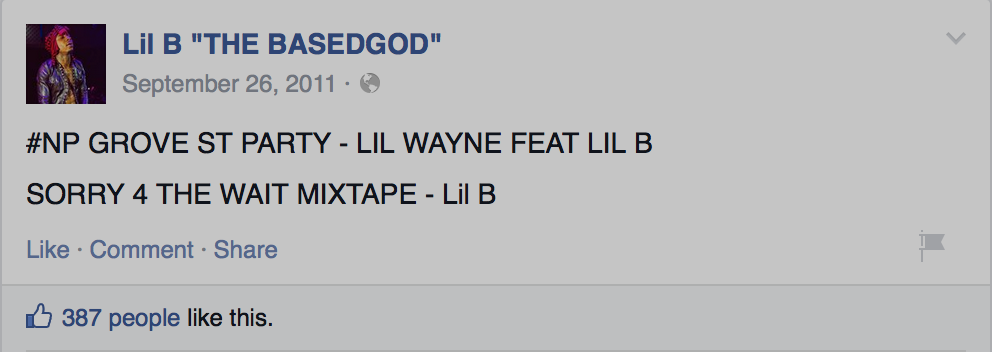 Lil B "THE BASEDGOD"
September 26, 2011 ·
#NP GROVE ST PARTY - LIL WAYNE FEAT LIL B
SORRY 4 THE WAIT MIXTAPE - Lil B
Like · Comment · Share
387 people like this.